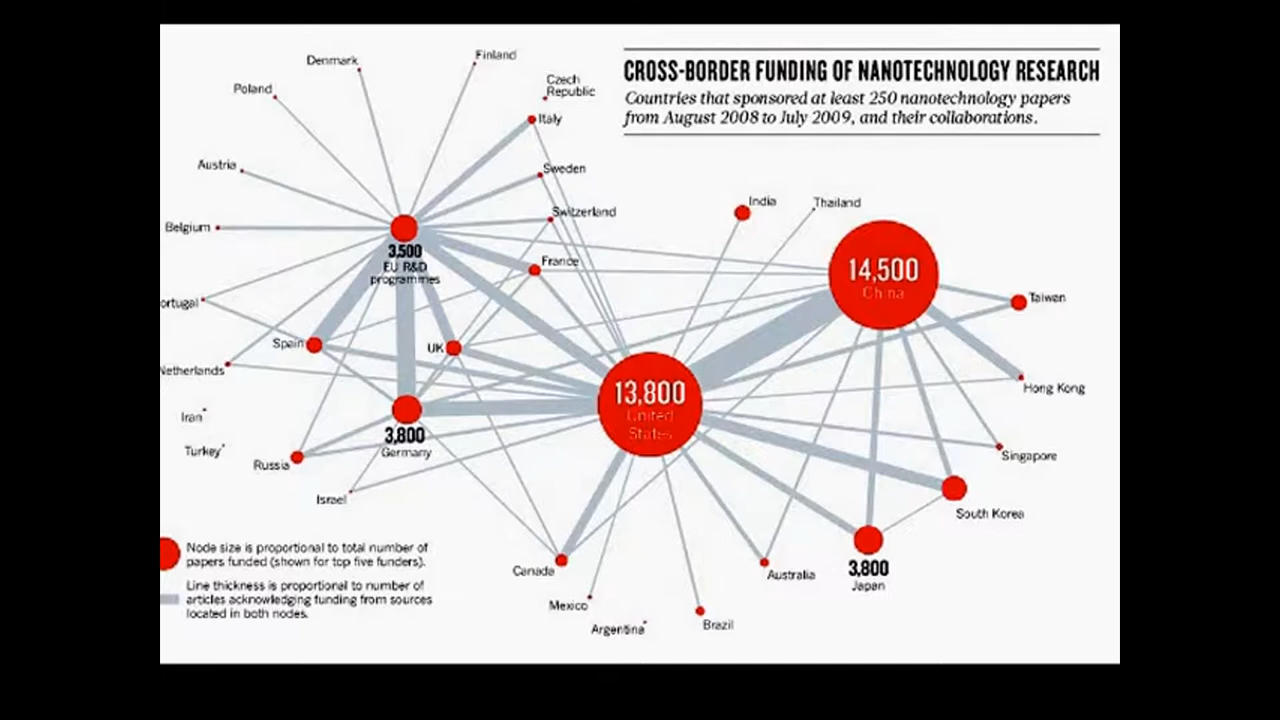 CROSS-BORDER FUNDING OF NANOTECHNOLOGY RESEARCH
Countries that sponsored at least 250 nanotechnology papers
from August 2008 to July 2009, and their collaborations.
Denmark
Finland
Poland
Czech
Republic
Italy
Austria
Sweden
Switzerland
Belgium
India
Thailand
3,500
EU R&D
programmes
France
14,500
China
ortugal
Taiwan
Spain
UK
Netherlands
Hong Kong
13,800
United
States
Iran
3,800
Germany
Turkey
Russia
Singapore
Israel
South Korea
Canada
Australia
3,800
Japan
Mexico
Argentina
Brazil
Node size is proportional to total number of
papers funded (shown for top five funders).
Line thickness is proportional to number of
articles acknowledging funding from sources
located in both nodes.